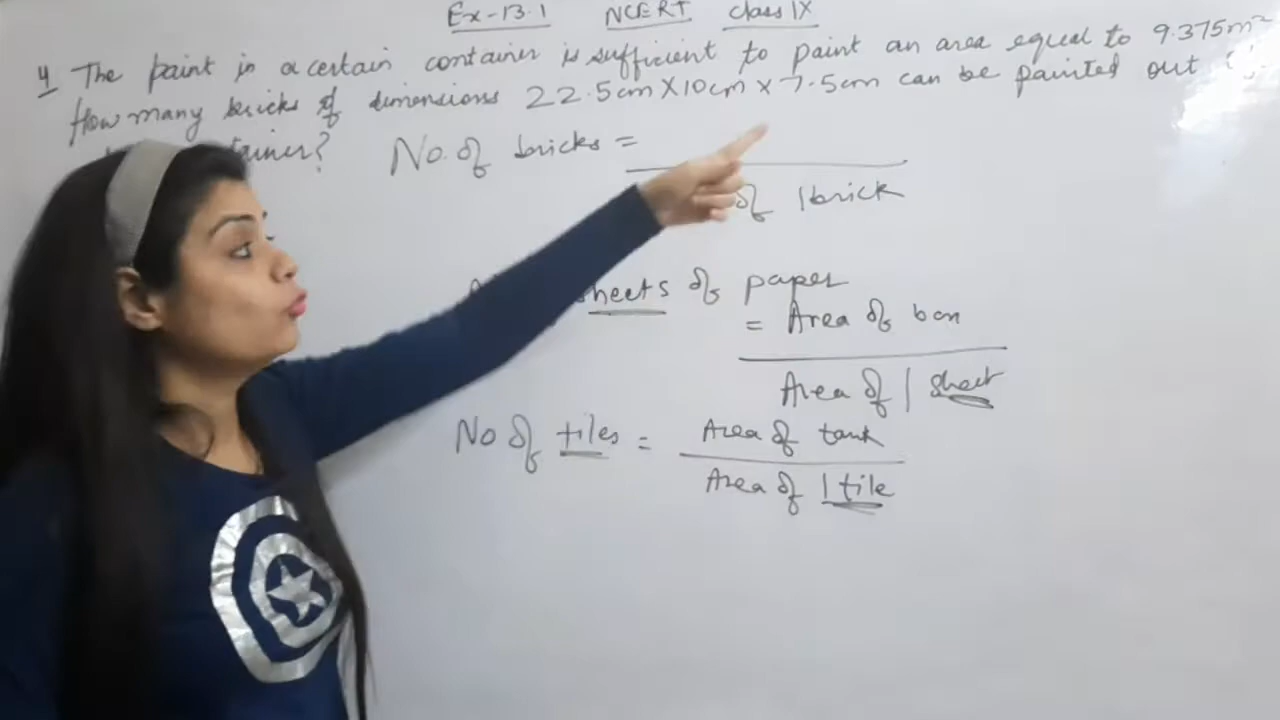 Ex-13.1 NCERT class IX
4 The paint in a certain container is sufficient to paint an area equal to 9.375m²
How many bricks of dimensions 22.5cm X 10cm x 7.5cm can be painted out
tainer? No. of bricks =
of 1 brick
sheets of paper
= Area of box
Area of 1 sheet
No of tiles = Area of tank
Area of 1 tile